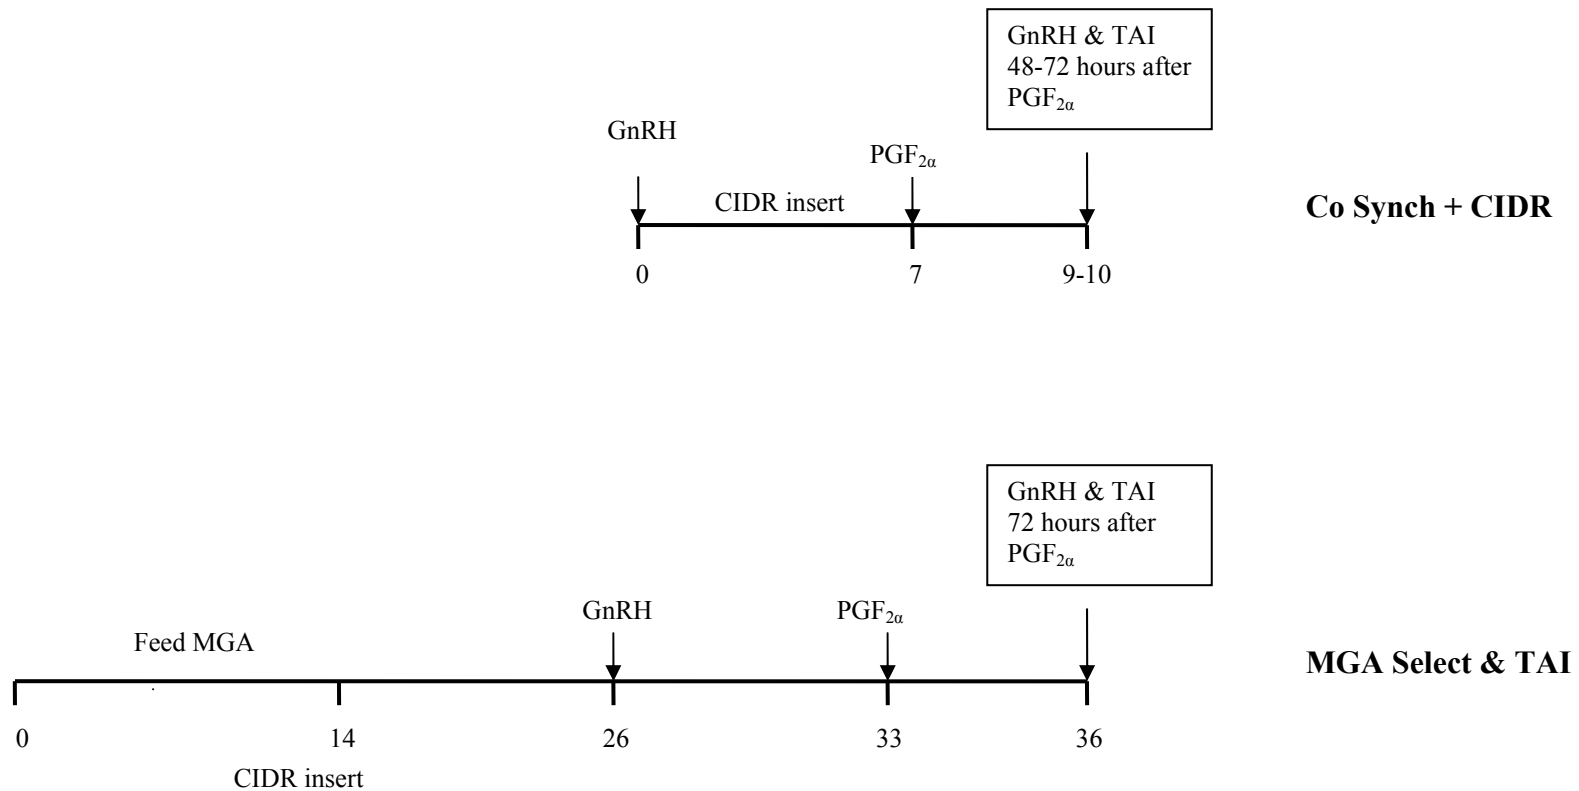 GnRH & TAI
48-72 hours after
PGF₂α
GnRH
PGF₂α
CIDR insert
Co Synch + CIDR
0
7
9-10
GnRH & TAI
72 hours after
PGF₂α
GnRH
PGF₂α
Feed MGA
MGA Select & TAI
0
14
26
33
36
CIDR insert